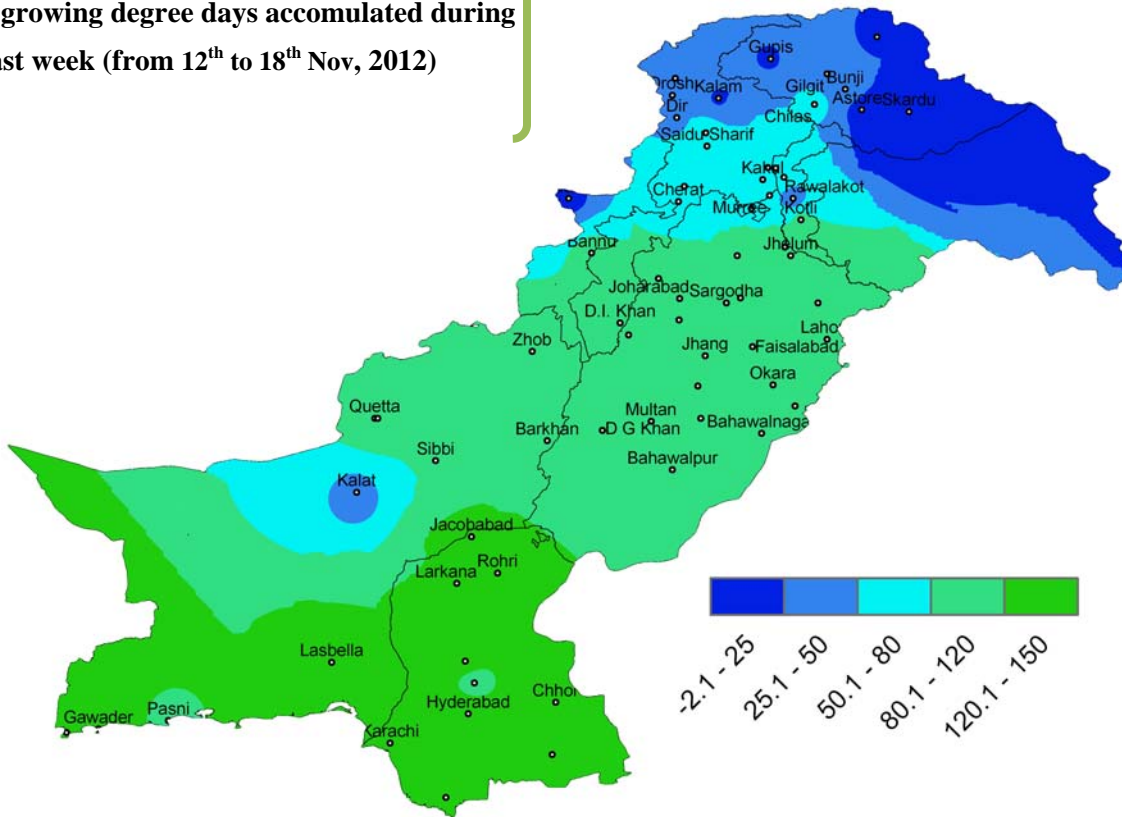 growing degree days accomulated during
ast week (from 12th to 18th Nov, 2012)
Gupis
Bunji
Drosh
Kalam
Gilgit
Astore
Skardu
Dir
Chilas
Saidu Sharif
Kakul
Cherat
Rawalakot
Murree
Kotli
Bannu
Jhelum
Joharabad
Sargodha
D.I. Khan
Laho
Zhob
Jhang
Faisalabad
Okara
Quetta
Multan
Barkhan
D G Khan
Bahawalnaga
Sibbi
Bahawalpur
Kalat
Jacobabad
Rohri
Larkana
Lasbella
Chhor
Pasni
Hyderabad
Gawader
Karachi
-2.1 - 25
25.1 - 50
50.1 - 80
80.1 - 120
120.1 - 150